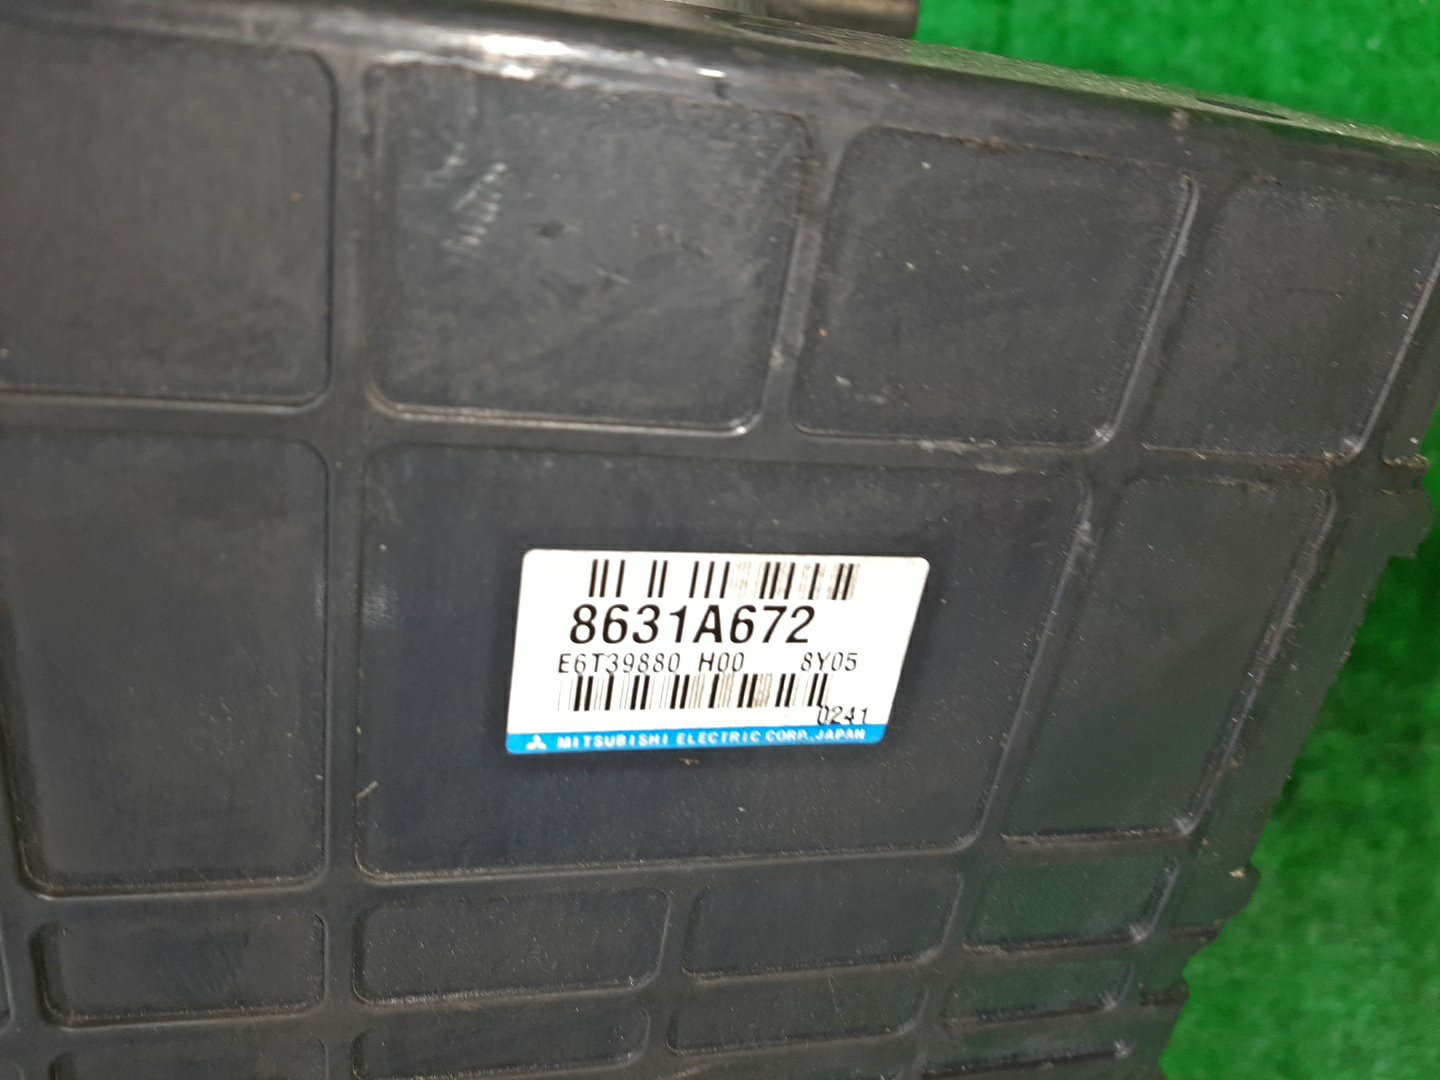 8631A672
E6T39880 H00 8Y05
0241
MITSUBISHI ELECTRIC CORP. JAPAN